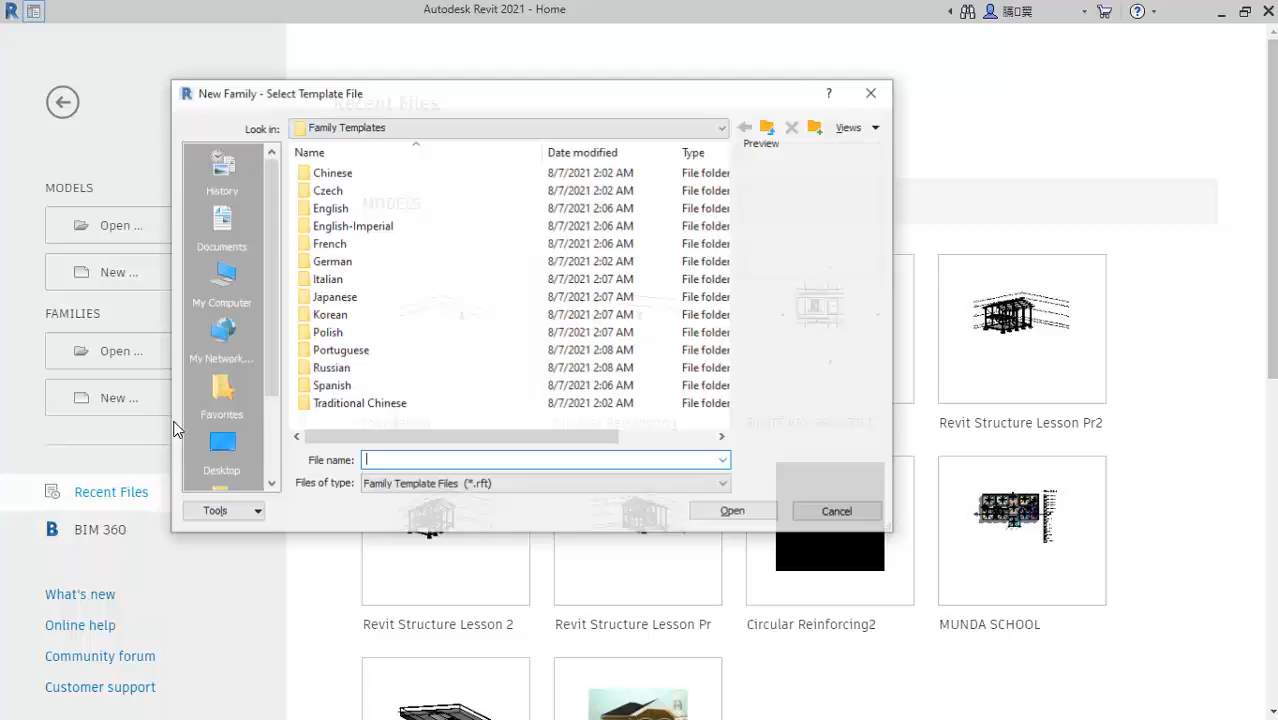 Autodesk Revit 2021 - Home
New Family - Select Template File
Recent Files
Look in:
Family Templates
Views
Preview
Name
Date modified
Type
Chinese 8/7/2021 2:02 AM File folder
Czech 8/7/2021 2:02 AM File folder
English 8/7/2021 2:06 AM File folder
English-Imperial 8/7/2021 2:06 AM File folder
French 8/7/2021 2:06 AM File folder
German 8/7/2021 2:02 AM File folder
Italian 8/7/2021 2:07 AM File folder
Japanese 8/7/2021 2:07 AM File folder
Korean 8/7/2021 2:07 AM File folder
Polish 8/7/2021 2:07 AM File folder
Portuguese 8/7/2021 2:08 AM File folder
Russian 8/7/2021 2:08 AM File folder
Spanish 8/7/2021 2:06 AM File folder
Traditional Chinese 8/7/2021 2:02 AM File folder
History
Documents
My Computer
My Network...
Favorites
Desktop
File name:
Files of type: Family Template Files (*.rft)
Tools
Open
Cancel
MODELS
MODELS
Open ...
New ...
FAMILIES
Open ...
New ...
Recent Files
BIM 360
What's new
Online help
Community forum
Customer support
Revit Structure Lesson Pr2
Revit Structure Lesson 2
Revit Structure Lesson Pr
Circular Reinforcing2
MUNDA SCHOOL